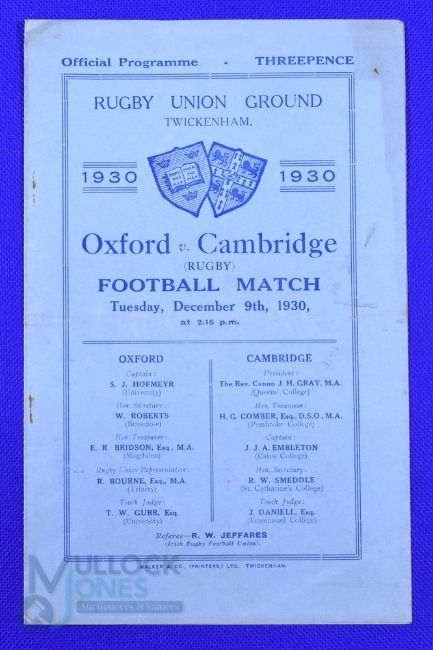 Official Programme - THREEPENCE
RUGBY UNION GROUND
TWICKENHAM.
1930 1930
Oxford v. Cambridge
(RUGBY)
FOOTBALL MATCH
Tuesday, December 9th, 1930,
at 2.15 p.m.
OXFORD
Captain:
S. J. HOFMEYR
(University)
Hon. Secretary:
W. ROBERTS
(Brasenose)
Hon. Treasurer:
E. R. BRIDSON, Esq., M.A.
(Magdalen)
Rugby Union Representative:
R. BOURNE, Esq., M.A.
(Trinity)
Touch Judge:
T. W. GUBB, Esq.
(University)
CAMBRIDGE
President:
The Rev. Canon J. H. GRAY, M.A.
(Queens' College)
Hon. Treasurer:
H. G. COMBER, Esq., D.S.O., M.A.
(Pembroke College)
Captain:
J. J. A. EMBLETON
(Caius College)
Hon. Secretary:
R. W. SMEDDLE
(St. Catharine's College)
Touch Judge:
J. DANIELL, Esq.
(Emmanuel College)
Referee—R. W. JEFFARES
(Irish Rugby Football Union).
WALKER & CO., (PRINTERS,) LTD. TWICKENHAM
MULLOCK
JONES
Auctioneers & Valuers